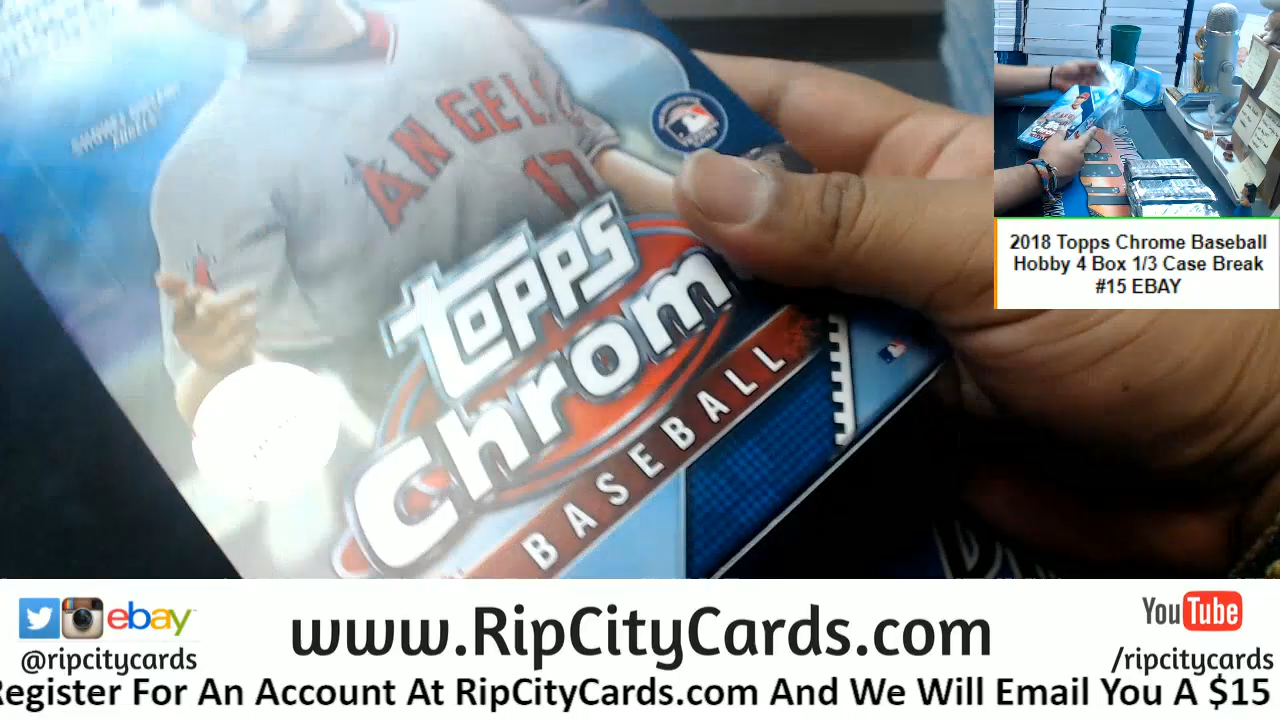 ANGELS
17
topps
Chrom
BASEBALL
2018 Topps Chrome Baseball
Hobby 4 Box 1/3 Case Break
#15 EBAY
ebay
@ripcitycards
www.RipCityCards.com
YouTube
/ripcitycards
Register For An Account At RipCityCards.com And We Will Email You A $15